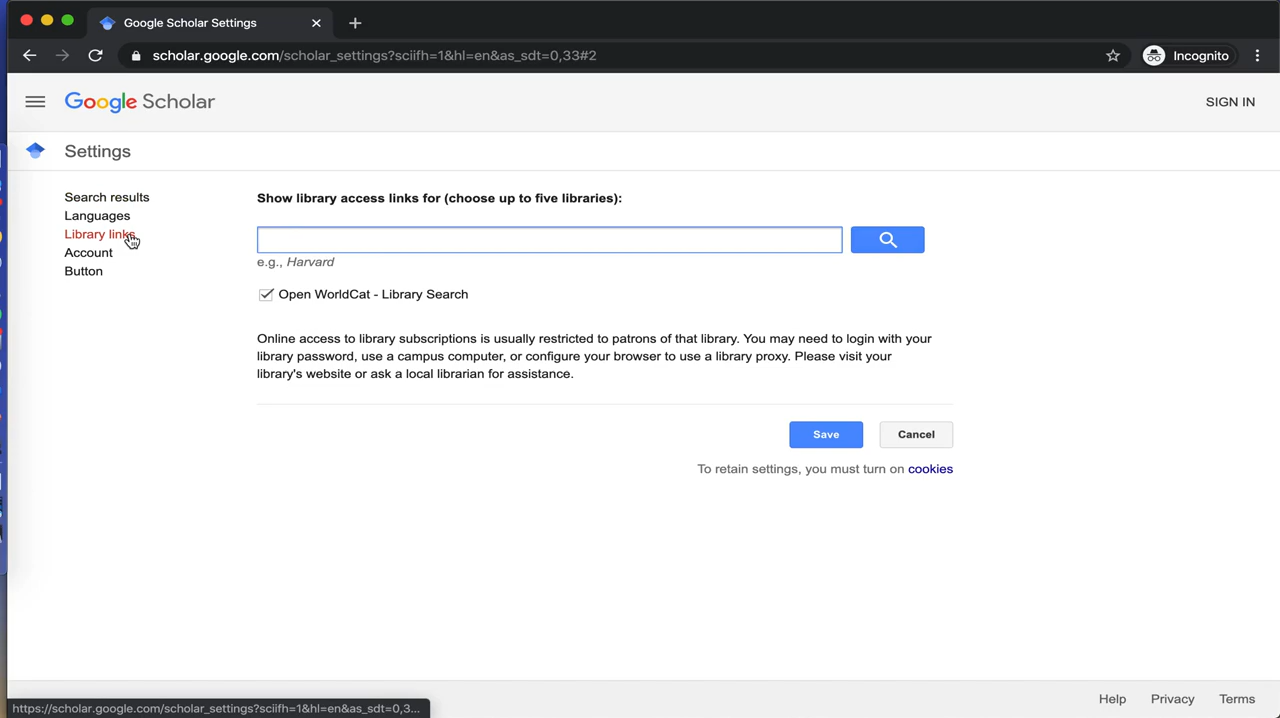 Google Scholar Settings
scholar.google.com/scholar_settings?sciifh=1&hl=en&as_sdt=0,33#2
Incognito
Google Scholar
SIGN IN
Settings
Search results
Languages
Library links
Account
Button
Show library access links for (choose up to five libraries):
e.g., Harvard
Open WorldCat - Library Search
Online access to library subscriptions is usually restricted to patrons of that library. You may need to login with your
library password, use a campus computer, or configure your browser to use a library proxy. Please visit your
library's website or ask a local librarian for assistance.
Save
Cancel
To retain settings, you must turn on cookies
Help
Privacy
Terms
https://scholar.google.com/scholar_settings?sciifh=1&hl=en&as_sdt=0,3...